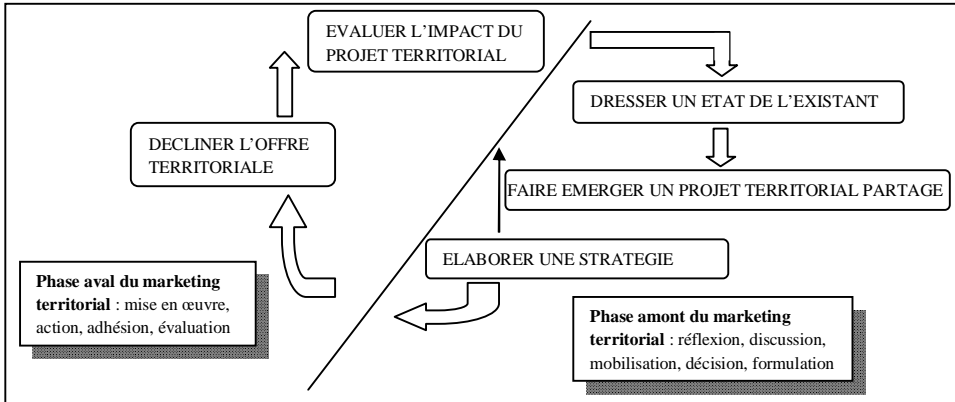 EVALUER L’IMPACT DU
PROJET TERRITORIAL
DRESSER UN ETAT DE L’EXISTANT
DECLINER L’OFFRE
TERRITORIALE
FAIRE EMERGER UN PROJET TERRITORIAL PARTAGE
ELABORER UNE STRATEGIE
Phase aval du marketing
territorial : mise en œuvre,
action, adhésion, évaluation
Phase amont du marketing
territorial : réflexion, discussion,
mobilisation, décision, formulation